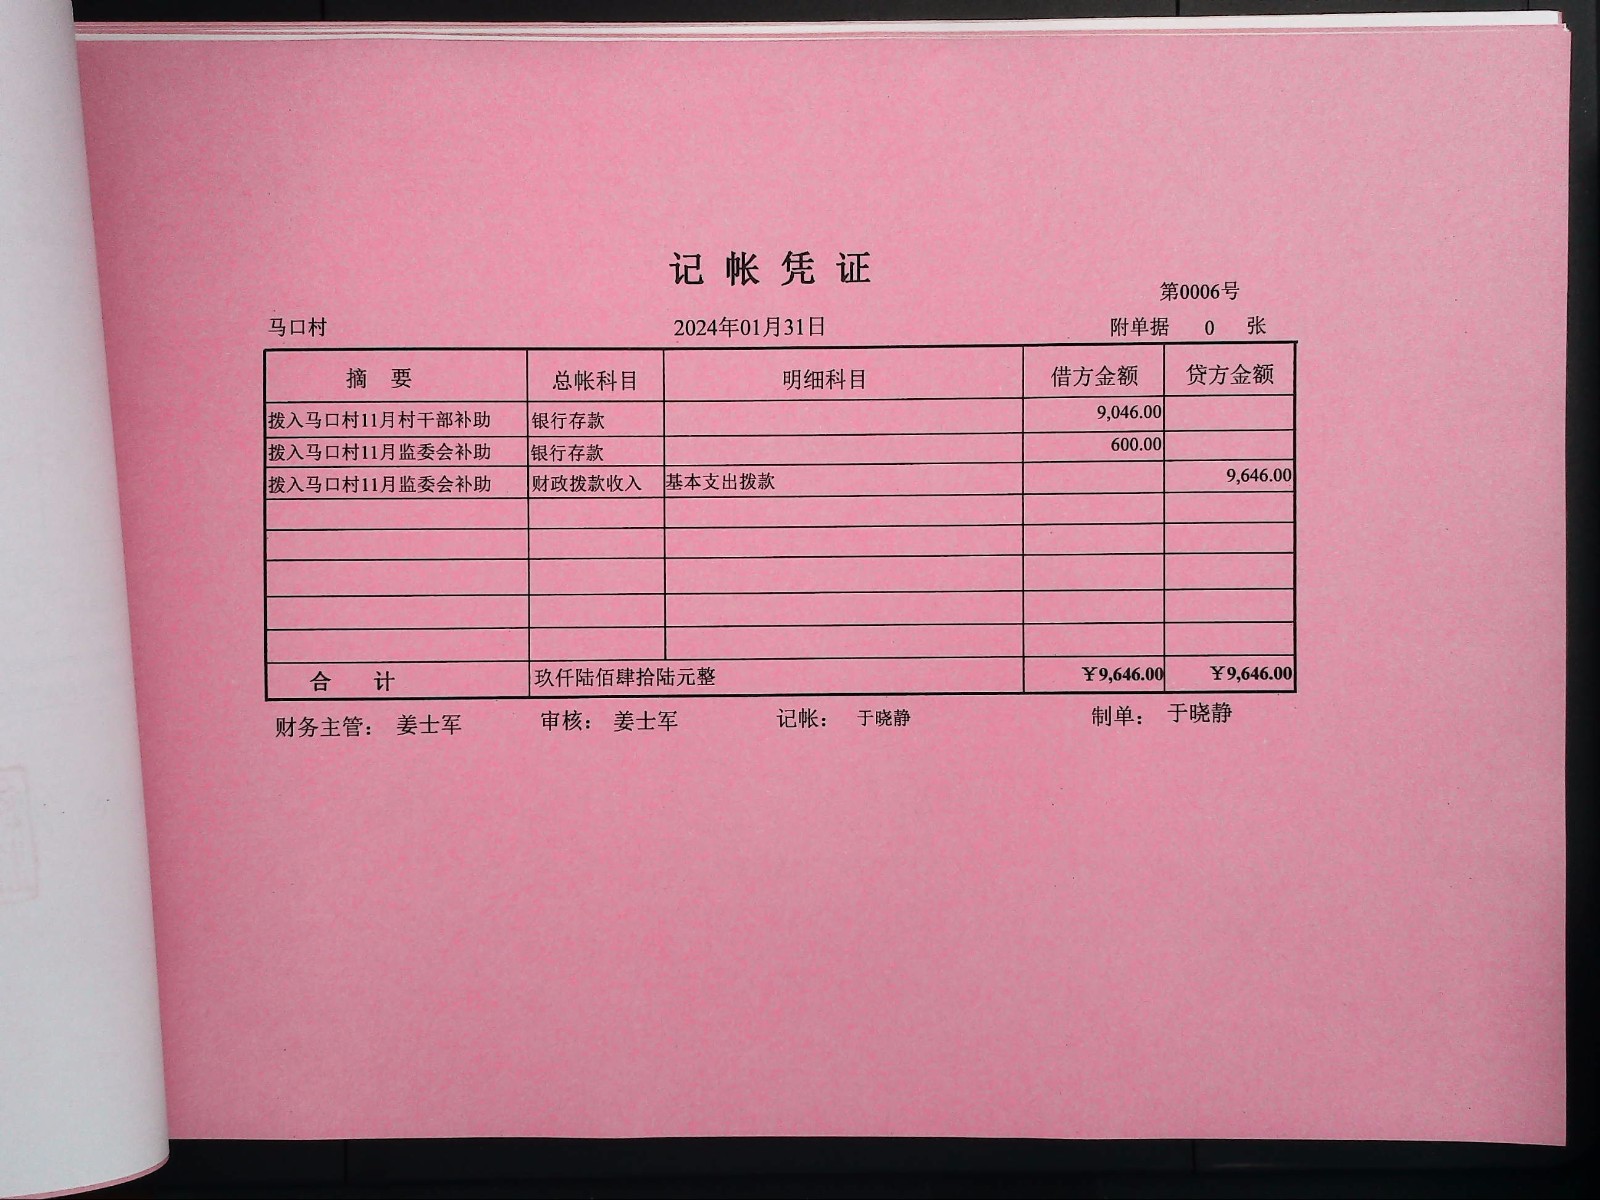 记帐凭证
第0006号
马口村 2024年01月31日 附单据 0 张
摘 要 总帐科目 明细科目 借方金额 贷方金额
拨入马口村11月村干部补助 银行存款 9,046.00
拨入马口村11月监委会补助 银行存款 600.00
拨入马口村11月监委会补助 财政拨款收入 基本支出拨款 9,646.00
合 计 玖仟陆佰肆拾陆元整 ¥9,646.00 ¥9,646.00
财务主管： 姜士军 审核： 姜士军 记帐： 于晓静 制单： 于晓静